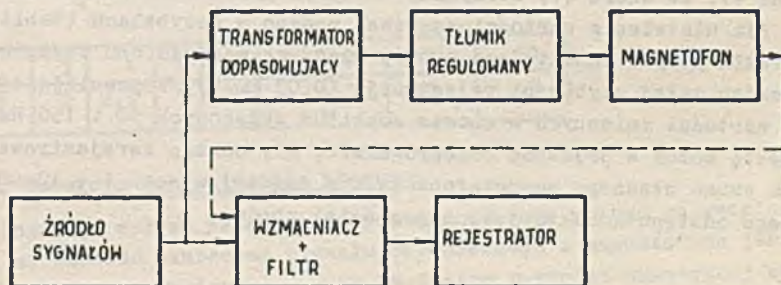 TRANSFORMATOR
DOPASOWUJĄCY
TŁUMIK
REGULOWANY
MAGNETOFON
ŹRÓDŁO
SYGNAŁÓW
WZMACNIACZ
+
FILTR
REJESTRATOR